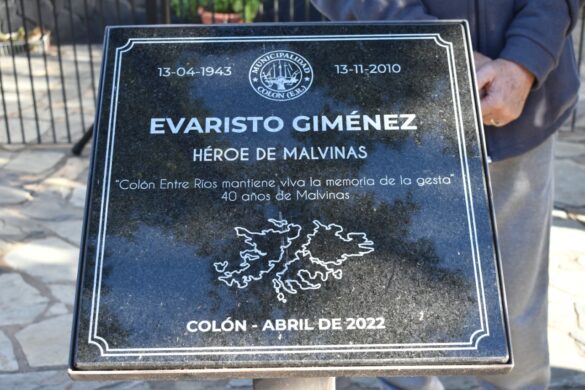 13-04-1943
MUNICIPALIDAD
COLÓN (E.R.)
13-11-2010
EVARISTO GIMÉNEZ
HÉROE DE MALVINAS
"Colón Entre Ríos mantiene viva la memoria de la gesta"
40 años de Malvinas
COLÓN - ABRIL DE 2022